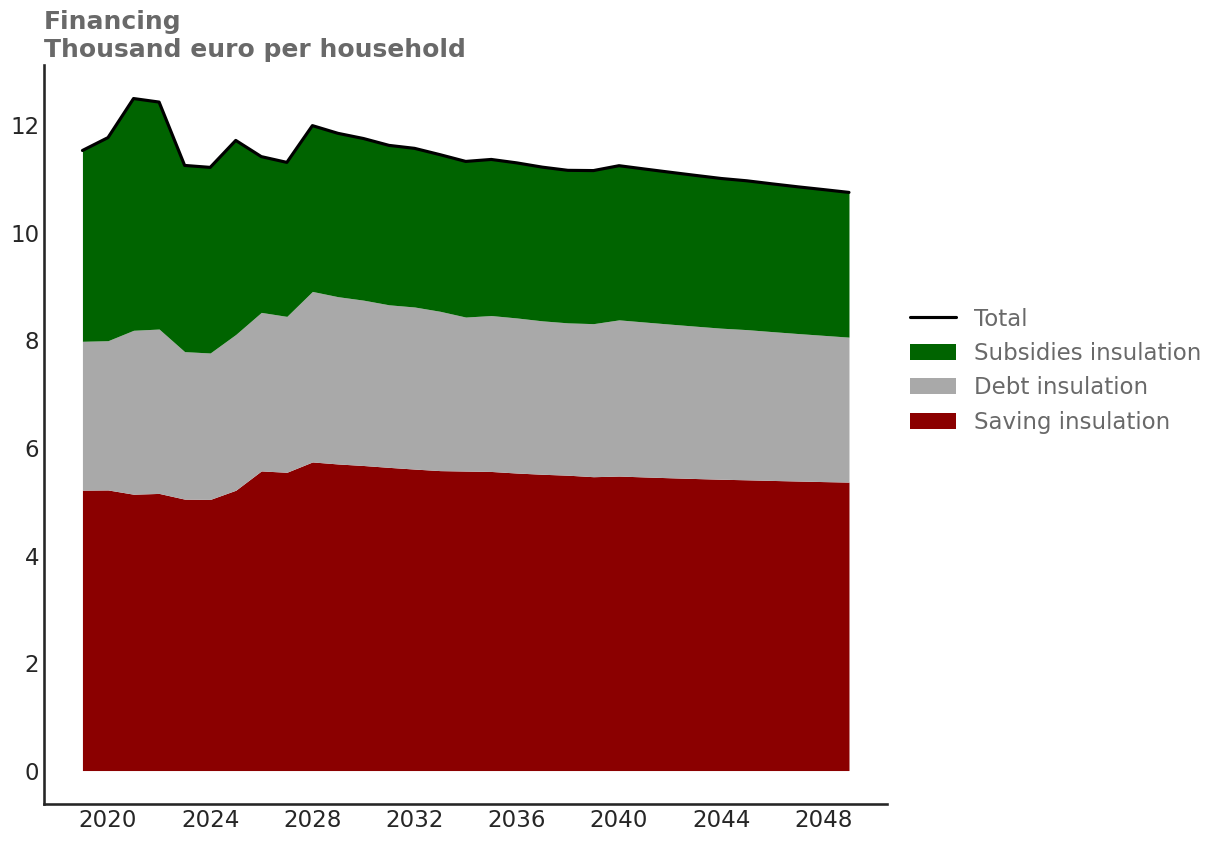 Financing
Thousand euro per household
12
10
8
6
4
2
0
2020 2024 2028 2032 2036 2040 2044 2048
Total
Subsidies insulation
Debt insulation
Saving insulation